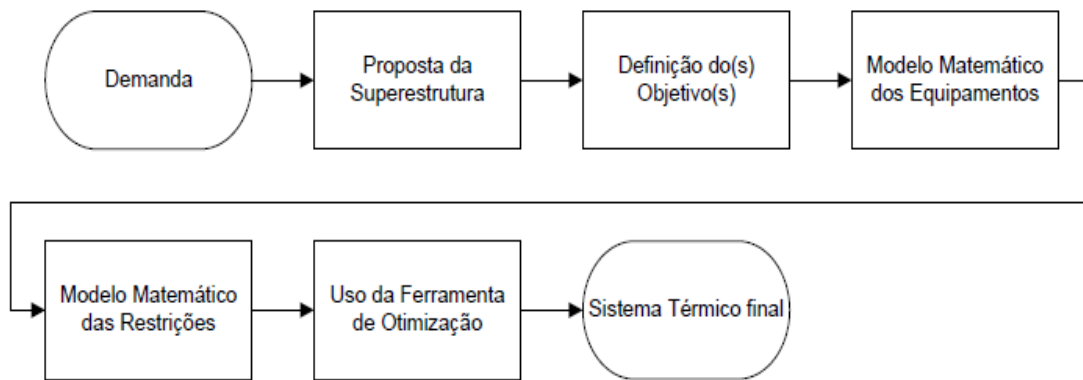 Demanda
Proposta da
Superestrutura
Definição do(s)
Objetivo(s)
Modelo Matemático
dos Equipamentos
Modelo Matemático
das Restrições
Uso da Ferramenta
de Otimização
Sistema Térmico final